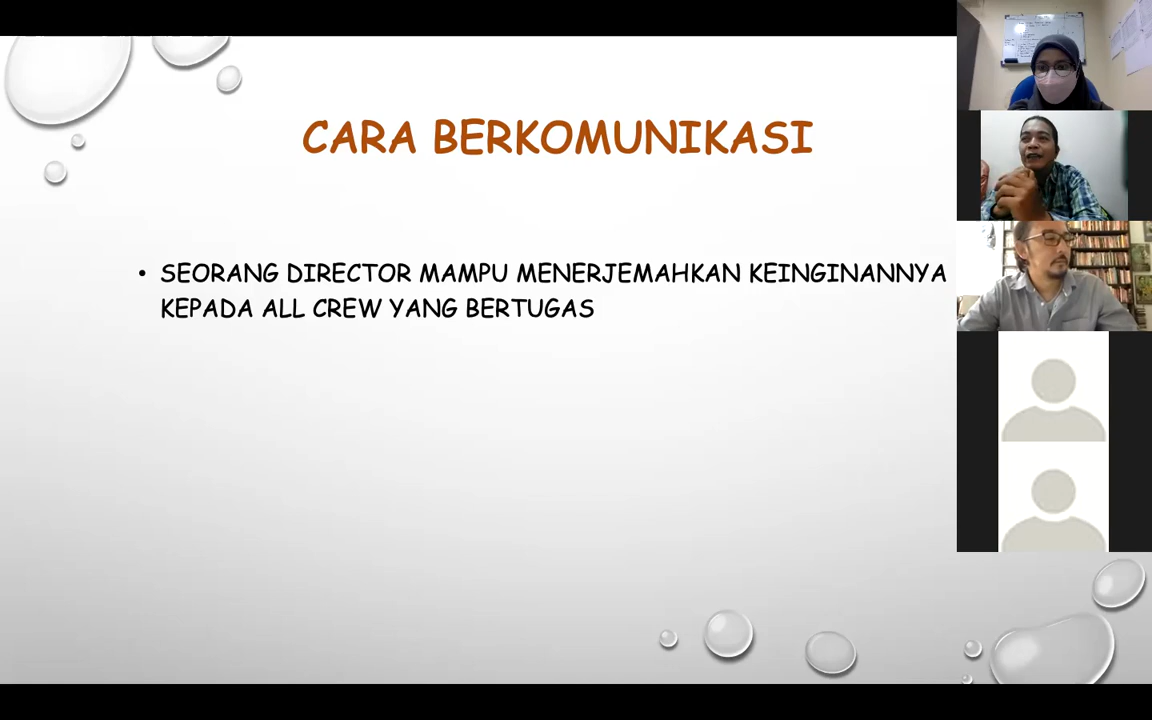 CARA BERKOMUNIKASI
• SEORANG DIRECTOR MAMPU MENERJEMAHKAN KEINGINANNYA
KEPADA ALL CREW YANG BERTUGAS